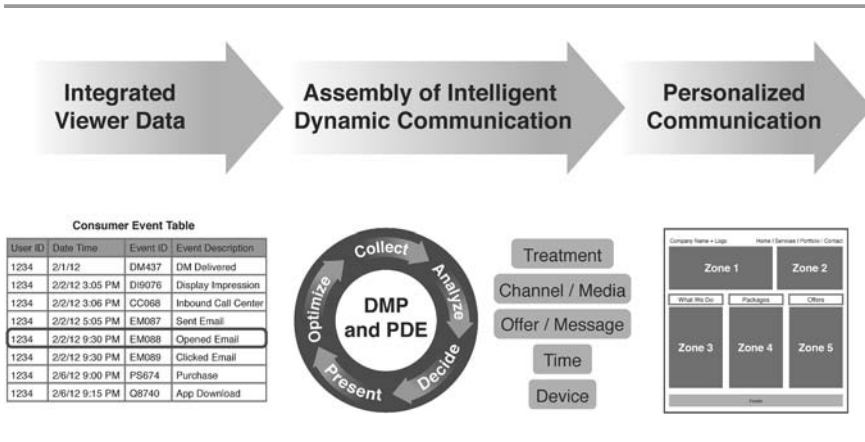 Integrated
Viewer Data
Assembly of Intelligent
Dynamic Communication
Personalized
Communication
Consumer Event Table
User ID Date Time Event ID Event Description
1234 2/1/12 DM437 DM Delivered
1234 2/2/12 3:05 PM DI9076 Display Impression
1234 2/2/12 3:06 PM CC068 Inbound Call Center
1234 2/2/12 5:05 PM EM087 Sent Email
1234 2/2/12 9:30 PM EM088 Opened Email
1234 2/2/12 9:30 PM EM089 Clicked Email
1234 2/6/12 9:00 PM PS674 Purchase
1234 2/6/12 9:15 PM Q8740 App Download
Collect
Analyze
Decide
Present
Optimize
DMP
and PDE
Treatment
Channel / Media
Offer / Message
Time
Device
Company Name + Logo Home I Services I Portfolio I Contact
Zone 1 Zone 2
What We Do Packages Offers
Zone 3 Zone 4 Zone 5
Footer